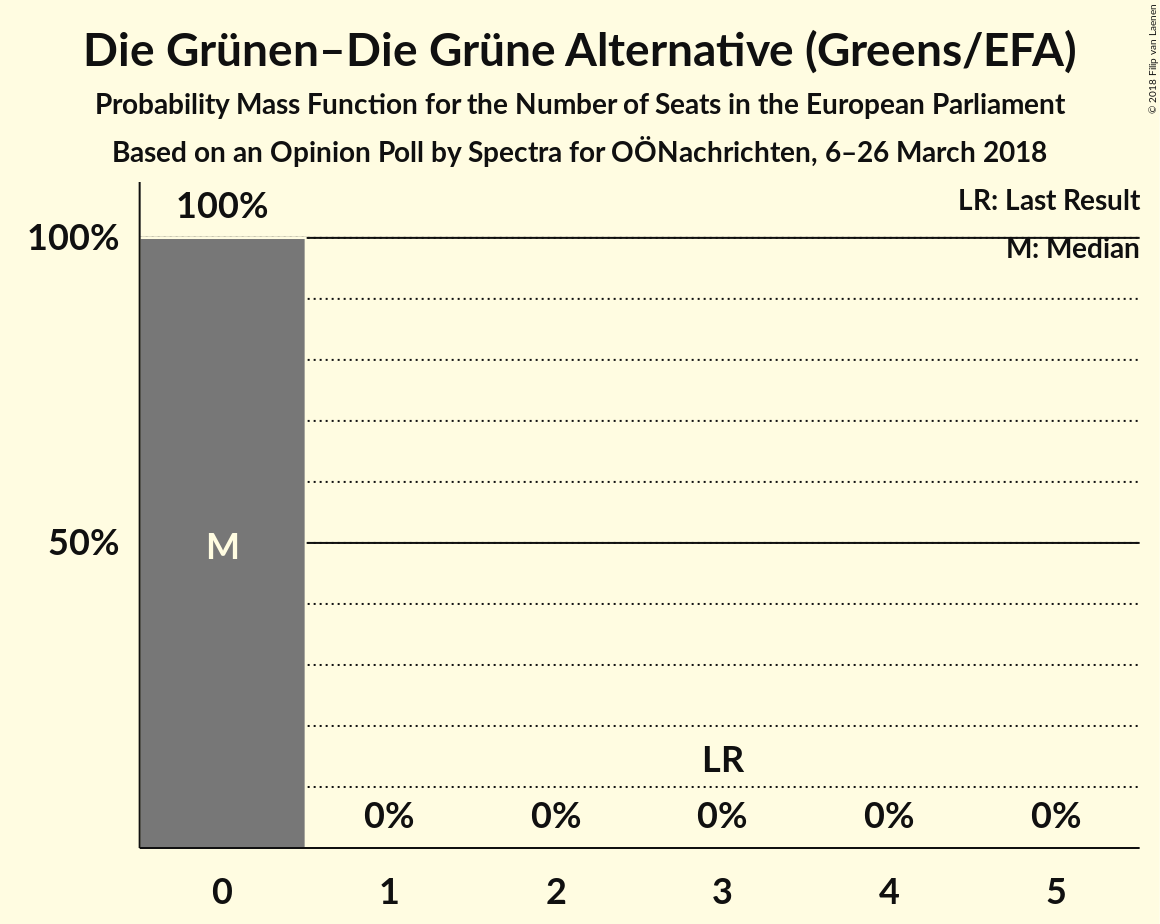 Die Grünen–Die Grüne Alternative (Greens/EFA)
Probability Mass Function for the Number of Seats in the European Parliament
Based on an Opinion Poll by Spectra for OÖNachrichten, 6–26 March 2018
© 2018 Filip van Laenen
LR: Last Result
M: Median
100%
100%
50%
M
LR
0% 0% 0% 0% 0%
0 1 2 3 4 5